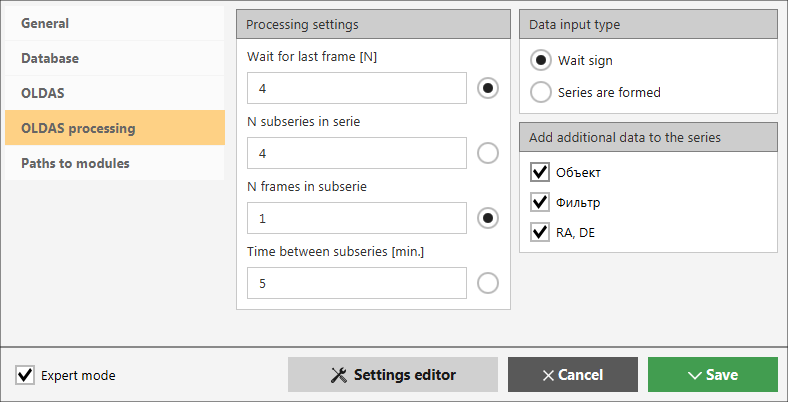 General
Database
OLDAS
OLDAS processing
Paths to modules
Processing settings
Wait for last frame [N]
4
N subseries in serie
4
N frames in subserie
1
Time between subseries [min.]
5
Data input type
Wait sign
Series are formed
Add additional data to the series
Объект
Фильтр
RA, DE
Expert mode
Settings editor
Cancel
Save